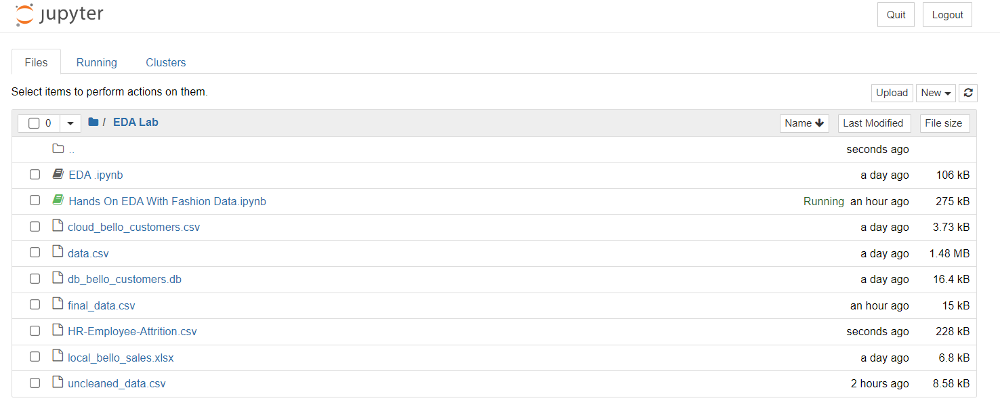 jupyter Quit Logout
Files Running Clusters
Select items to perform actions on them. Upload New
0 / EDA Lab Name Last Modified File size
.. seconds ago
EDA .ipynb a day ago 106 kB
Hands On EDA With Fashion Data.ipynb Running an hour ago 275 kB
cloud_bello_customers.csv a day ago 3.73 kB
data.csv a day ago 1.48 MB
db_bello_customers.db a day ago 16.4 kB
final_data.csv an hour ago 15 kB
HR-Employee-Attrition.csv seconds ago 228 kB
local_bello_sales.xlsx a day ago 6.8 kB
uncleaned_data.csv 2 hours ago 8.58 kB